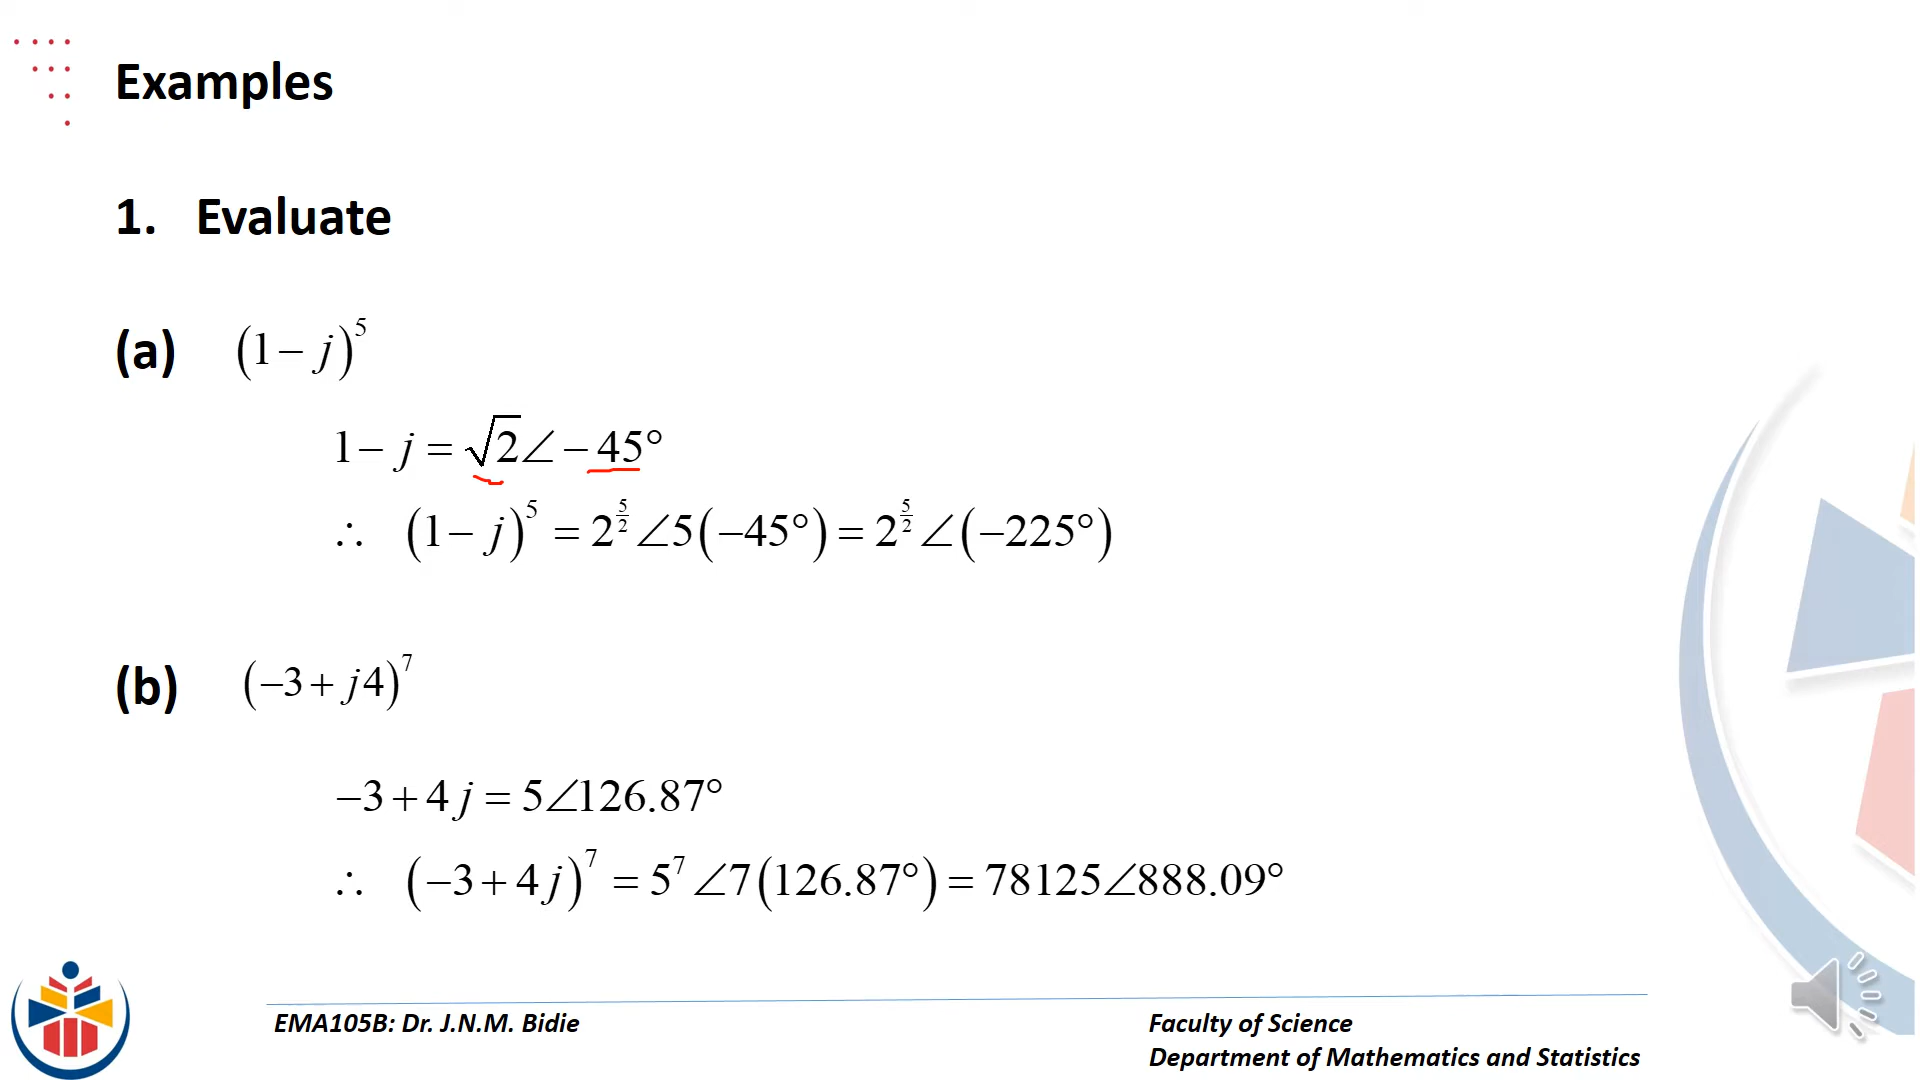 Examples
1. Evaluate
(a) (1 − j)^5
1 − j = √2∠ − 45°
∴ (1 − j)^5 = 2^(5/2) ∠5(−45°) = 2^(5/2) ∠(−225°)
(b) (−3 + j4)^7
−3 + 4j = 5∠126.87°
∴ (−3 + 4j)^7 = 5^7 ∠7(126.87°) = 78125∠888.09°
EMA105B: Dr. J.N.M. Bidie
Faculty of Science
Department of Mathematics and Statistics